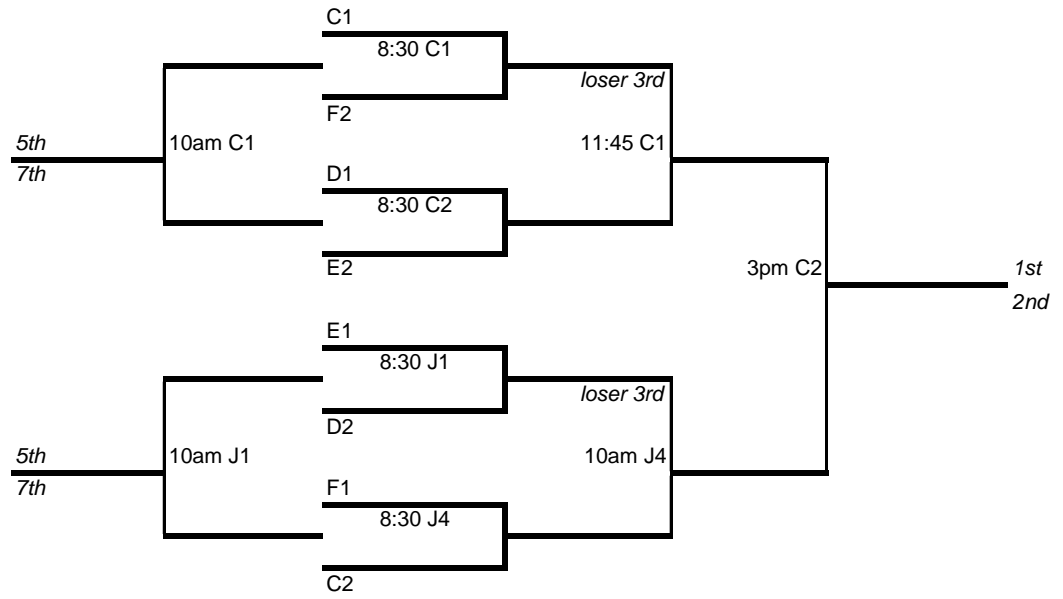 C1
8:30 C1
loser 3rd
F2
5th
10am C1
11:45 C1
7th
D1
8:30 C2
E2
3pm C2
1st
2nd
E1
8:30 J1
loser 3rd
D2
5th
10am J1
10am J4
7th
F1
8:30 J4
C2